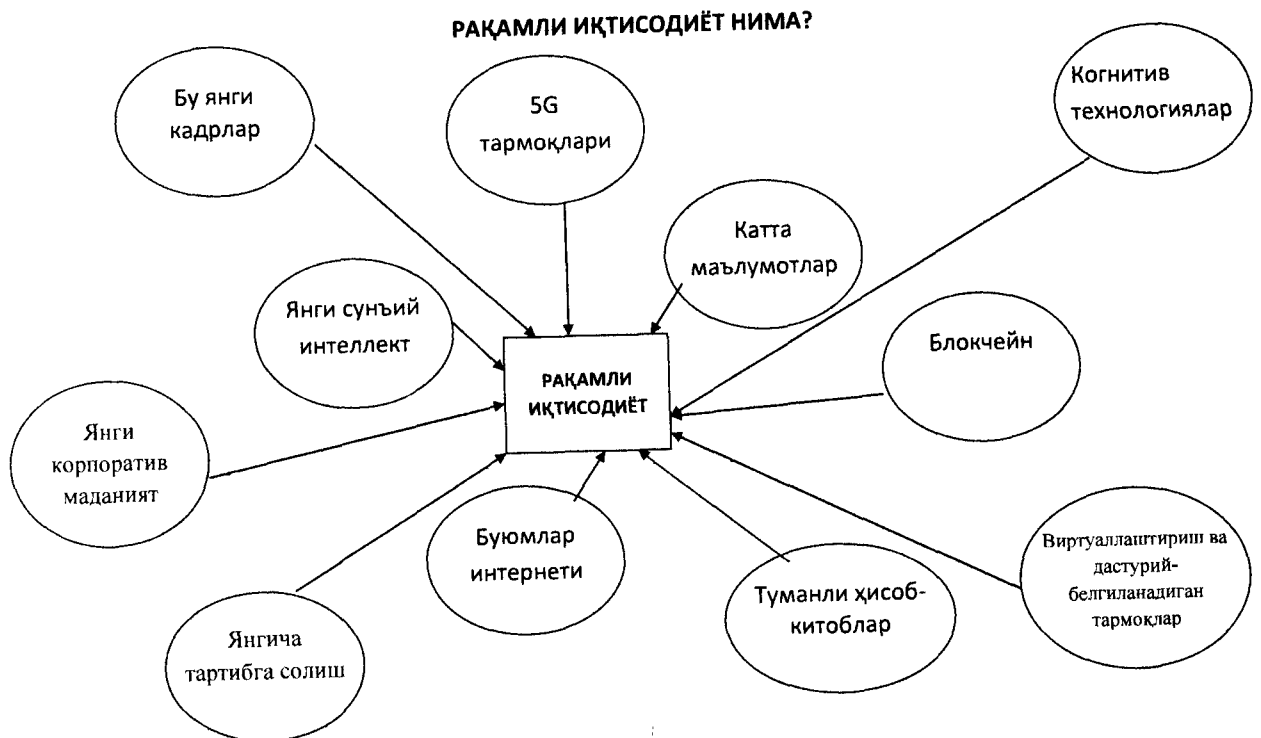 РАҚАМЛИ ИҚТИСОДИЁТ НИМА?
Бу янги
кадрлар
5G
тармоқлари
Когнитив
технологиялар
Катта
маълумотлар
Янги сунъий
интеллект
Блокчейн
РАҚАМЛИ
ИҚТИСОДИЁТ
Янги
корпоратив
маданият
Буюмлар
интернети
Виртуаллаштириш ва
дастурий-
белгиланадиган
тармоқлар
Туманли ҳисоб-
китоблар
Янгича
тартибга солиш